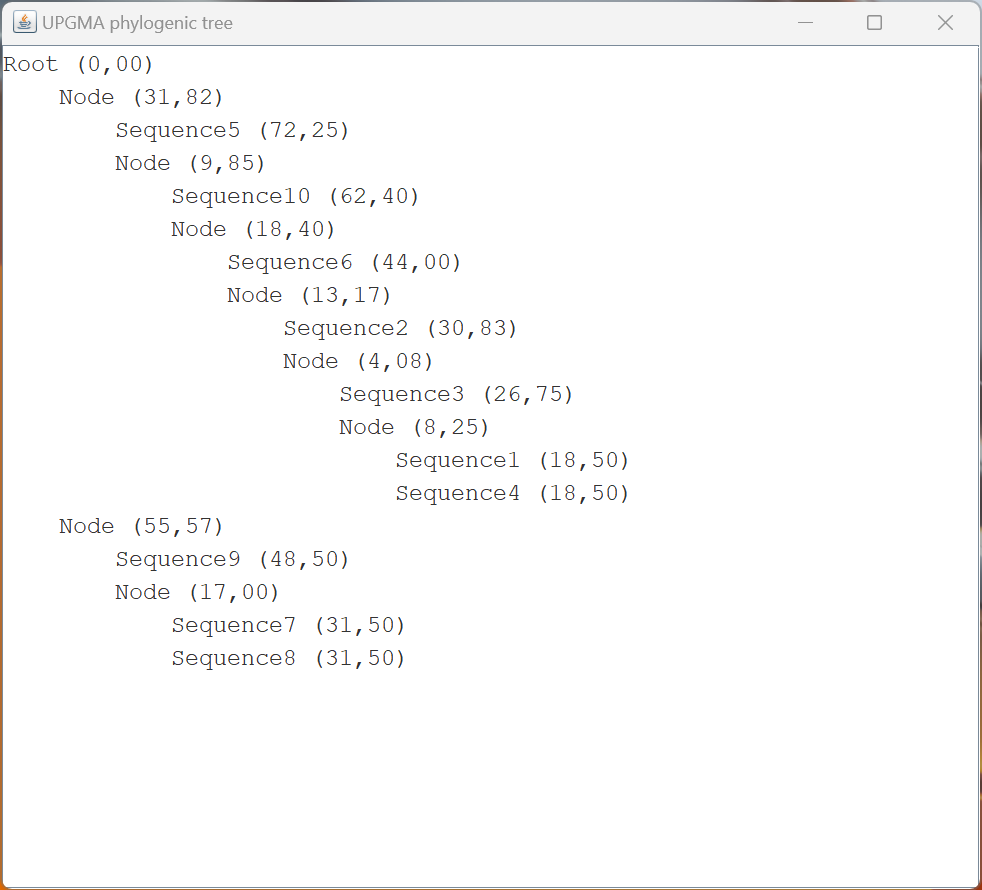 UPGMA phylogenic tree
Root (0,00)
Node (31,82)
Sequence5 (72,25)
Node (9,85)
Sequence10 (62,40)
Node (18,40)
Sequence6 (44,00)
Node (13,17)
Sequence2 (30,83)
Node (4,08)
Sequence3 (26,75)
Node (8,25)
Sequence1 (18,50)
Sequence4 (18,50)
Node (55,57)
Sequence9 (48,50)
Node (17,00)
Sequence7 (31,50)
Sequence8 (31,50)